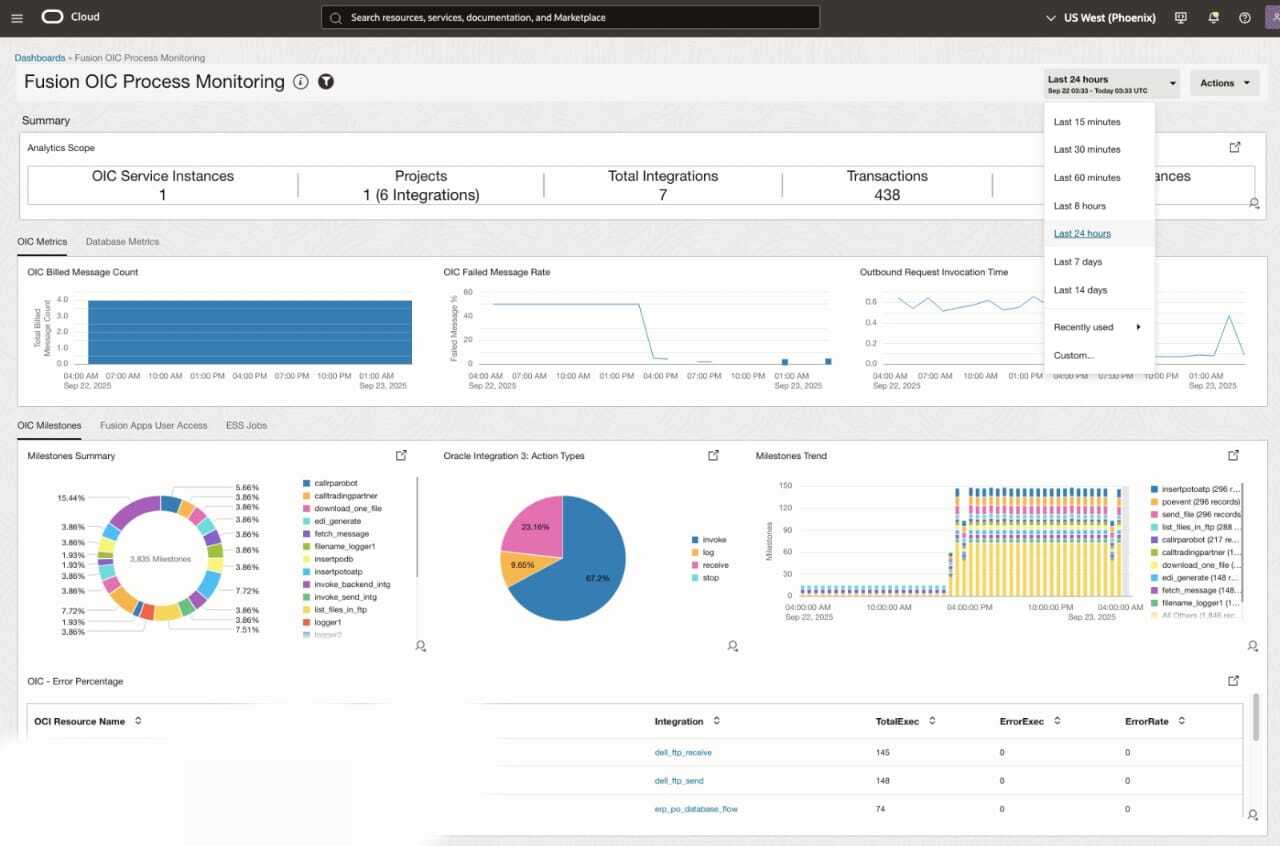 Cloud
Search resources, services, documentation, and Marketplace
US West (Phoenix)
Dashboards » Fusion OIC Process Monitoring
Fusion OIC Process Monitoring
Last 24 hours
Sep 22 03:33 - Today 03:33 UTC
Actions
Last 15 minutes
Last 30 minutes
Last 60 minutes
Last 8 hours
Last 24 hours
Last 7 days
Last 14 days
Recently used
Custom...
Summary
Analytics Scope
OIC Service Instances
1
Projects
1 (6 Integrations)
Total Integrations
7
Transactions
438
ances
OIC Metrics
Database Metrics
OIC Billed Message Count
Total Billed
Message Count
4.0
3.0
2.0
1.0
0.0
04:00 AM 07:00 AM 10:00 AM 01:00 PM 04:00 PM 07:00 PM 10:00 PM 01:00 AM
Sep 22, 2025 Sep 23, 2025
OIC Failed Message Rate
Failed Message %
60
40
20
0
04:00 AM 07:00 AM 10:00 AM 01:00 PM 04:00 PM 07:00 PM 10:00 PM 01:00 AM
Sep 22, 2025 Sep 23, 2025
Outbound Request Invocation Time
0.6
0.4
0.2
0.0
04:00 AM 07:00 AM 10:00 AM 01:00 PM 04:00 PM 07:00 PM 10:00 PM 01:00 AM
Sep 22, 2025 Sep 23, 2025
OIC Milestones
Fusion Apps User Access
ESS Jobs
Milestones Summary
5.66%
3.86%
3.86%
3.86%
3.86%
3.86%
3.86%
7.72%
3.86%
3.86%
7.51%
15.44%
3.86%
3.86%
1.93%
1.93%
3.86%
7.72%
1.93%
3.86%
3,835 Milestones
callrparobot
calltradingpartner
download_one_file
edi_generate
fetch_message
filename_logger1
insertpodb
insertpotoatp
invoke_backend_intg
invoke_send_intg
list_files_in_ftp
logger1
logger2
Oracle Integration 3: Action Types
23.16%
9.65%
67.2%
invoke
log
receive
stop
Milestones Trend
Milestones
150
120
90
60
30
0
04:00:00 AM 10:00:00 AM 04:00:00 PM 10:00:00 PM 04:00:00 AM
Sep 22, 2025 Sep 23, 2025
insertpotoatp (296 r...
poevent (296 records)
send_file (296 records
list_files_in_ftp (288 ...
callrparobot (217 re...
calltradingpartner (1...
download_one_file (...
edi_generate (148 r...
fetch_message (148...
filename_logger1 (1...
All Others (1,846 rec...
OIC - Error Percentage
OCI Resource Name
Integration
TotalExec
ErrorExec
ErrorRate
dell_ftp_receive 145 0 0
dell_ftp_send 148 0 0
erp_po_database_flow 74 0 0